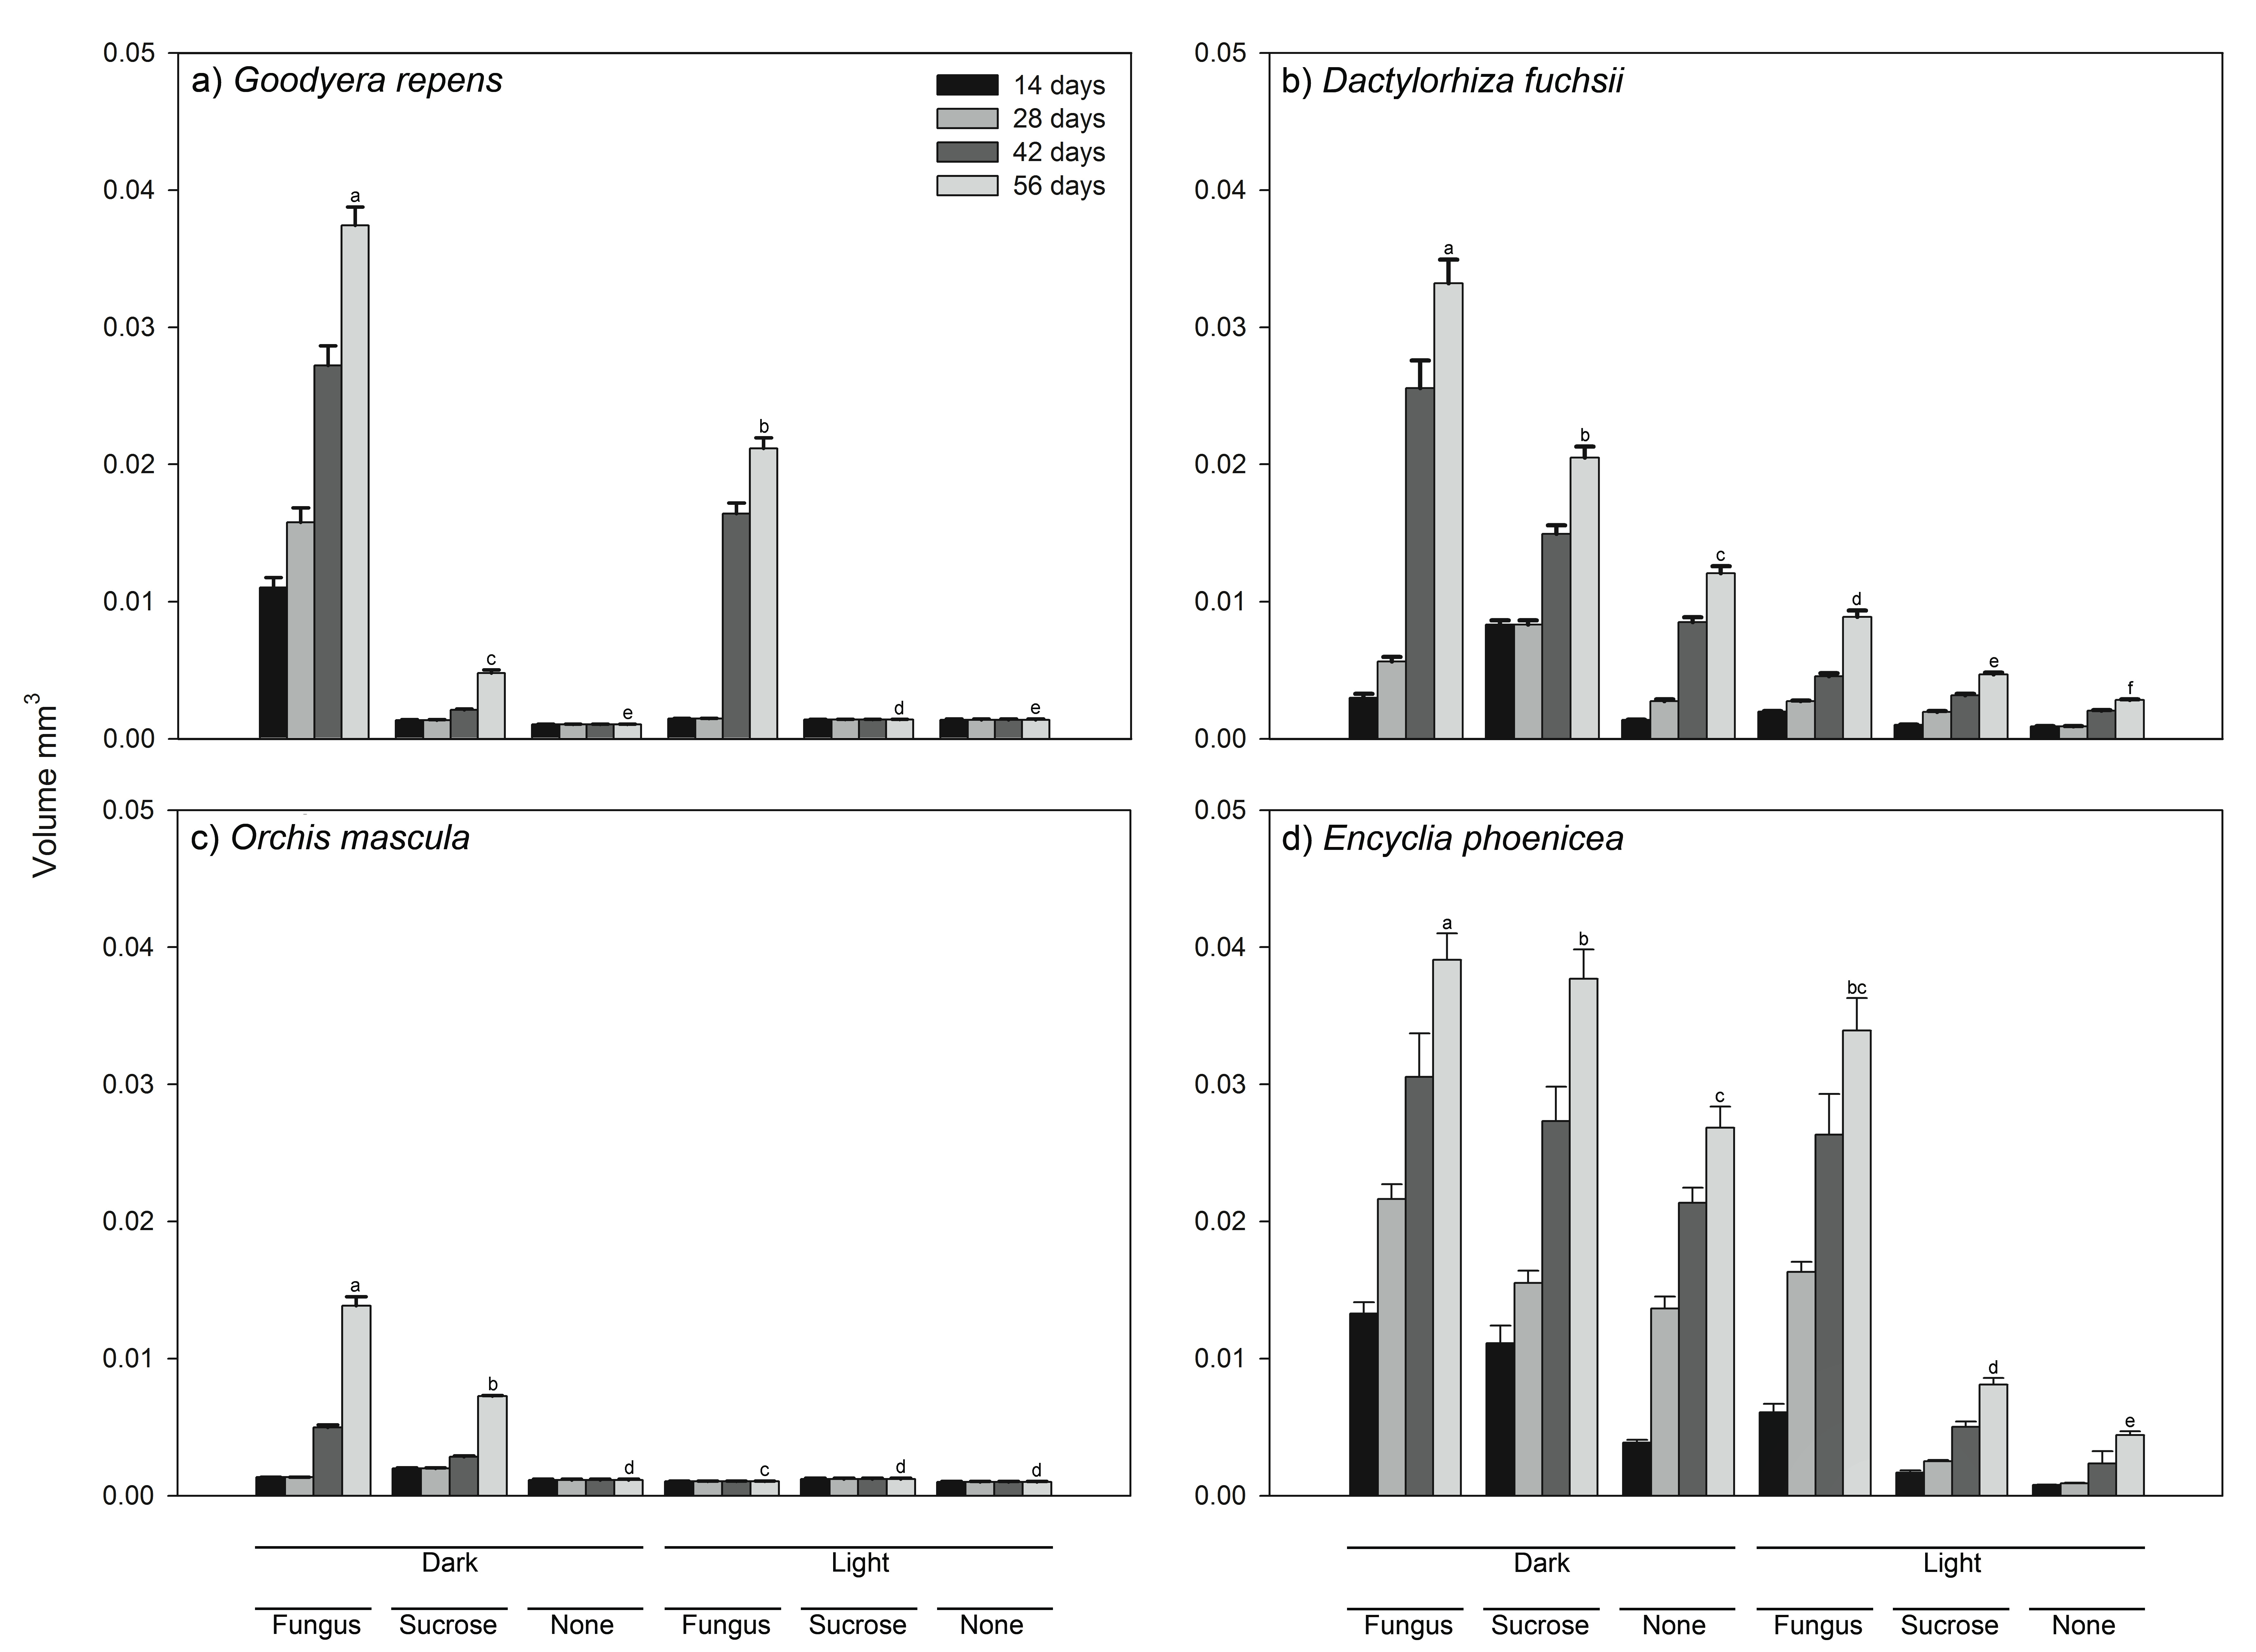 Volume mm³
a) Goodyera repens
14 days
28 days
42 days
56 days
0.05
0.04
0.03
0.02
0.01
0.00
a
c
e
b
d
e
b) Dactylorhiza fuchsii
0.05
0.04
0.03
0.02
0.01
0.00
a
b
c
d
e
f
c) Orchis mascula
0.05
0.04
0.03
0.02
0.01
0.00
a
b
d
c
d
d
d) Encyclia phoenicea
0.05
0.04
0.03
0.02
0.01
0.00
a
b
c
bc
d
e
Dark Light
Fungus Sucrose None Fungus Sucrose None
Dark Light
Fungus Sucrose None Fungus Sucrose None